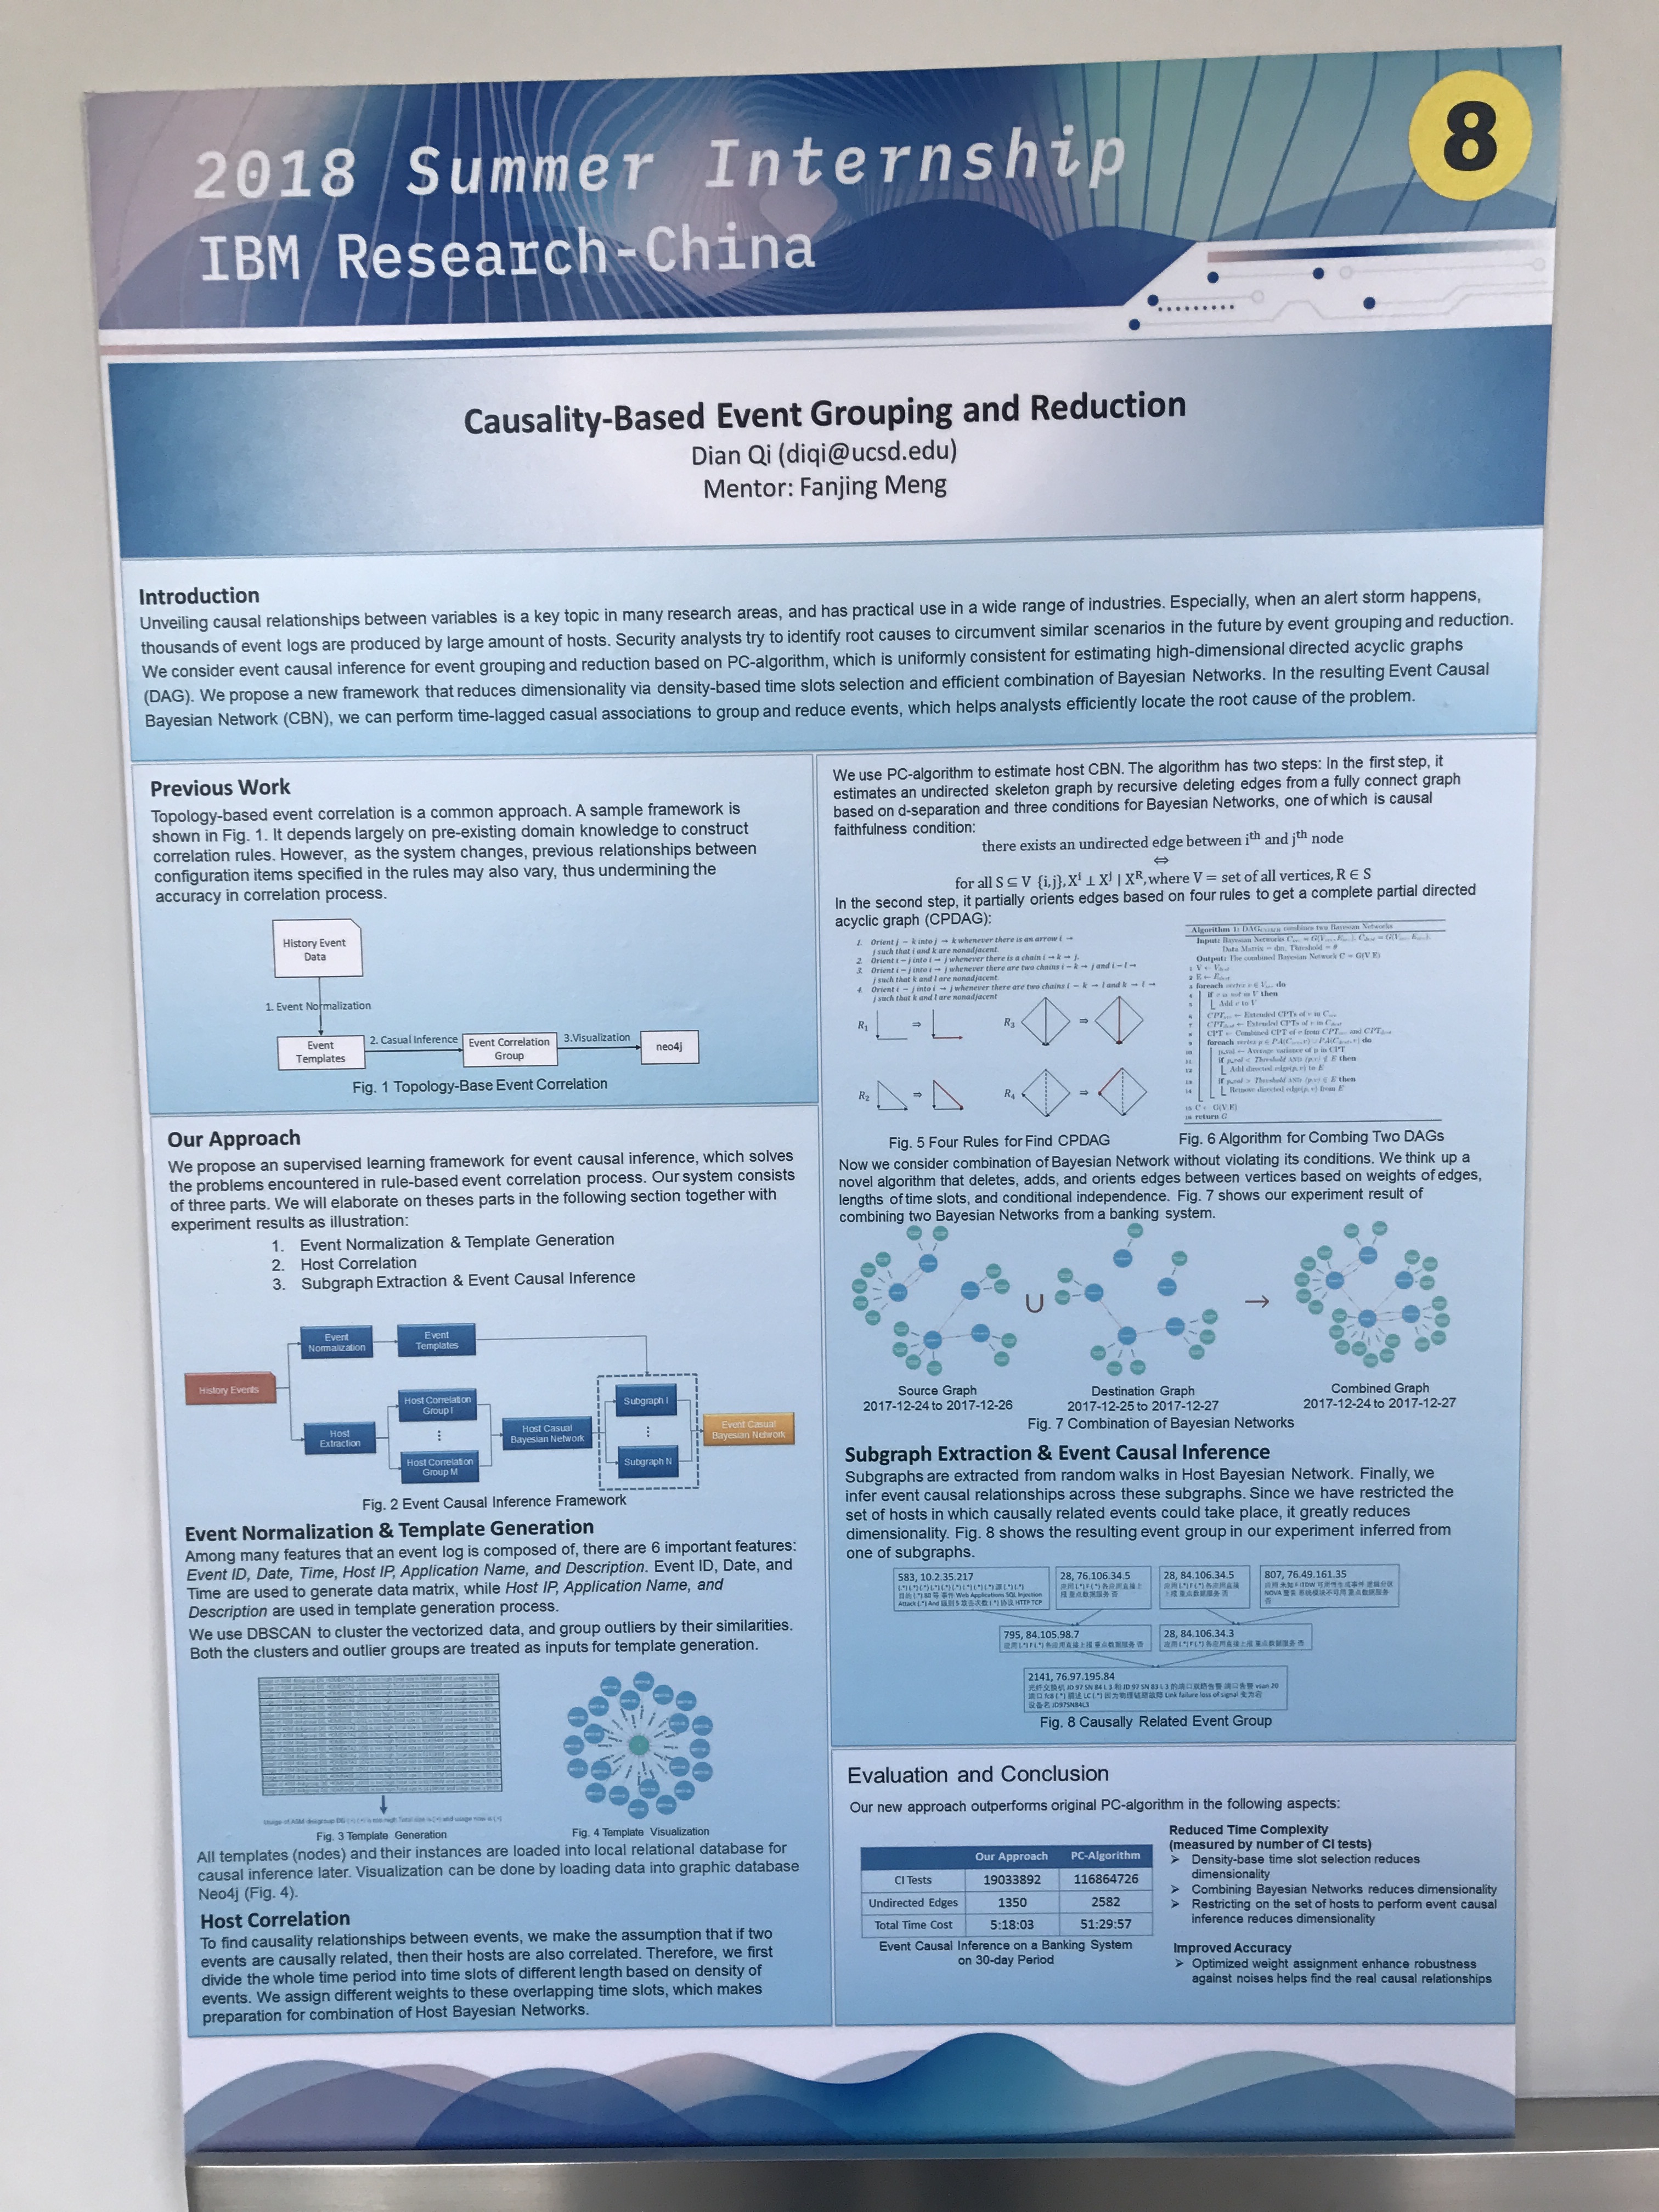 8
2018 Summer Internship
IBM Research-China
Causality-Based Event Grouping and Reduction
Dian Qi (diqi@ucsd.edu)
Mentor: Fanjing Meng
Introduction
Unveiling causal relationships between variables is a key topic in many research areas, and has practical use in a wide range of industries. Especially, when an alert storm happens,
thousands of event logs are produced by large amount of hosts. Security analysts try to identify root causes to circumvent similar scenarios in the future by event grouping and reduction.
We consider event causal inference for event grouping and reduction based on PC-algorithm, which is uniformly consistent for estimating high-dimensional directed acyclic graphs
(DAG). We propose a new framework that reduces dimensionality via density-based time slots selection and efficient combination of Bayesian Networks. In the resulting Event Causal
Bayesian Network (CBN), we can perform time-lagged casual associations to group and reduce events, which helps analysts efficiently locate the root cause of the problem.
Previous Work
Topology-based event correlation is a common approach. A sample framework is
shown in Fig. 1. It depends largely on pre-existing domain knowledge to construct
correlation rules. However, as the system changes, previous relationships between
configuration items specified in the rules may also vary, thus undermining the
accuracy in correlation process.
History Event
Data
1. Event Normalization
Event
Templates
2. Casual Inference
Event Correlation
Group
3.Visualization
neo4j
Fig. 1 Topology-Base Event Correlation
Our Approach
We propose an supervised learning framework for event causal inference, which solves
the problems encountered in rule-based event correlation process. Our system consists
of three parts. We will elaborate on theses parts in the following section together with
experiment results as illustration:
1. Event Normalization & Template Generation
2. Host Correlation
3. Subgraph Extraction & Event Causal Inference
History Events
Event
Normalization
Event
Templates
Host
Extraction
Host Correlation
Group I
Host Correlation
Group M
Host Casual
Bayesian Network
Subgraph I
Subgraph N
Event Casual
Bayesian Network
Fig. 2 Event Causal Inference Framework
Event Normalization & Template Generation
Among many features that an event log is composed of, there are 6 important features:
Event ID, Date, Time, Host IP, Application Name, and Description. Event ID, Date, and
Time are used to generate data matrix, while Host IP, Application Name, and
Description are used in template generation process.
We use DBSCAN to cluster the vectorized data, and group outliers by their similarities.
Both the clusters and outlier groups are treated as inputs for template generation.
Fig. 3 Template Generation
Fig. 4 Template Visualization
All templates (nodes) and their instances are loaded into local relational database for
causal inference later. Visualization can be done by loading data into graphic database
Neo4j (Fig. 4).
Host Correlation
To find causality relationships between events, we make the assumption that if two
events are causally related, then their hosts are also correlated. Therefore, we first
divide the whole time period into time slots of different length based on density of
events. We assign different weights to these overlapping time slots, which makes
preparation for combination of Host Bayesian Networks.
We use PC-algorithm to estimate host CBN. The algorithm has two steps: In the first step, it
estimates an undirected skeleton graph by recursive deleting edges from a fully connect graph
based on d-separation and three conditions for Bayesian Networks, one of which is causal
faithfulness condition:
there exists an undirected edge between iᵗʰ and jᵗʰ node
⇔
for all S ⊆ V {i,j}, Xⁱ ⊥ Xʲ | Xᴿ, where V = set of all vertices, R ∈ S
In the second step, it partially orients edges based on four rules to get a complete partial directed
acyclic graph (CPDAG):
1. Orient j − k into j → k whenever there is an arrow i →
j such that i and k are nonadjacent.
2. Orient i − j into i → j whenever there is a chain i → k → j.
3. Orient i − j into i → j whenever there are two chains i − k → j and i − l →
j such that k and l are nonadjacent
4. Orient i − j into i → j whenever there are two chains i − k → l and k → l →
j such that k and l are nonadjacent
R₁ ⇒
R₃ ⇒
R₂ ⇒
R₄ ⇒
Fig. 5 Four Rules for Find CPDAG
Output: The combined Bayesian Network C = G(V,E)
16 return G
Fig. 6 Algorithm for Combing Two DAGs
Now we consider combination of Bayesian Network without violating its conditions. We think up a
novel algorithm that deletes, adds, and orients edges between vertices based on weights of edges,
lengths of time slots, and conditional independence. Fig. 7 shows our experiment result of
combining two Bayesian Networks from a banking system.
∪
→
Source Graph
2017-12-24 to 2017-12-26
Destination Graph
2017-12-25 to 2017-12-27
Combined Graph
2017-12-24 to 2017-12-27
Fig. 7 Combination of Bayesian Networks
Subgraph Extraction & Event Causal Inference
Subgraphs are extracted from random walks in Host Bayesian Network. Finally, we
infer event causal relationships across these subgraphs. Since we have restricted the
set of hosts in which causally related events could take place, it greatly reduces
dimensionality. Fig. 8 shows the resulting event group in our experiment inferred from
one of subgraphs.
583, 10.2.35.217
28, 76.106.34.5
28, 84.106.34.5
807, 76.49.161.35
795, 84.105.98.7
28, 84.106.34.3
2141, 76.97.195.84
Fig. 8 Causally Related Event Group
Evaluation and Conclusion
Our new approach outperforms original PC-algorithm in the following aspects:
Our Approach PC-Algorithm
CI Tests 19033892 116864726
Undirected Edges 1350 2582
Total Time Cost 5:18:03 51:29:57
Event Causal Inference on a Banking System
on 30-day Period
Reduced Time Complexity
(measured by number of CI tests)
➢ Density-base time slot selection reduces
dimensionality
➢ Combining Bayesian Networks reduces dimensionality
➢ Restricting on the set of hosts to perform event causal
inference reduces dimensionality
Improved Accuracy
➢ Optimized weight assignment enhance robustness
against noises helps find the real causal relationships